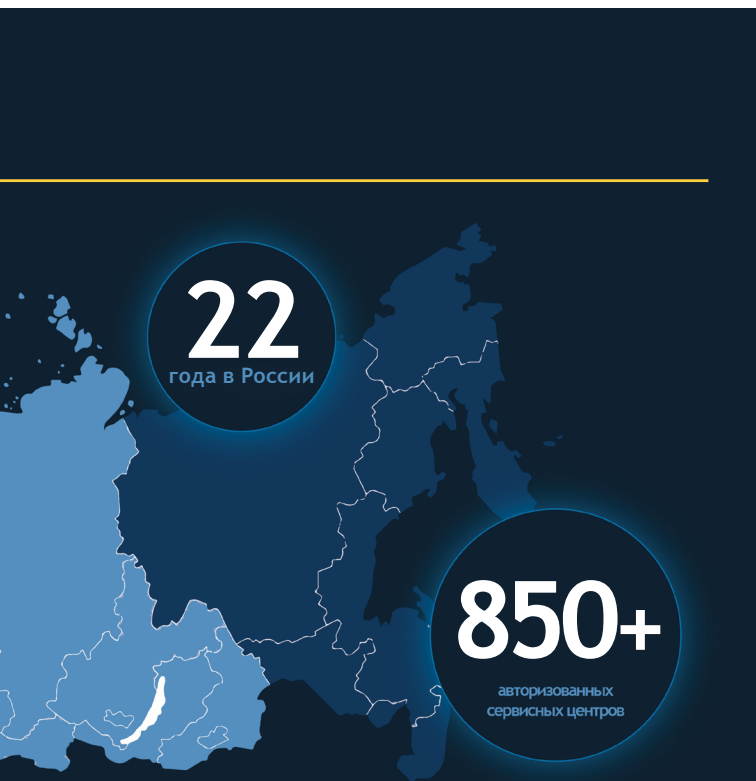 22
года в России
850+
авторизованных
сервисных центров